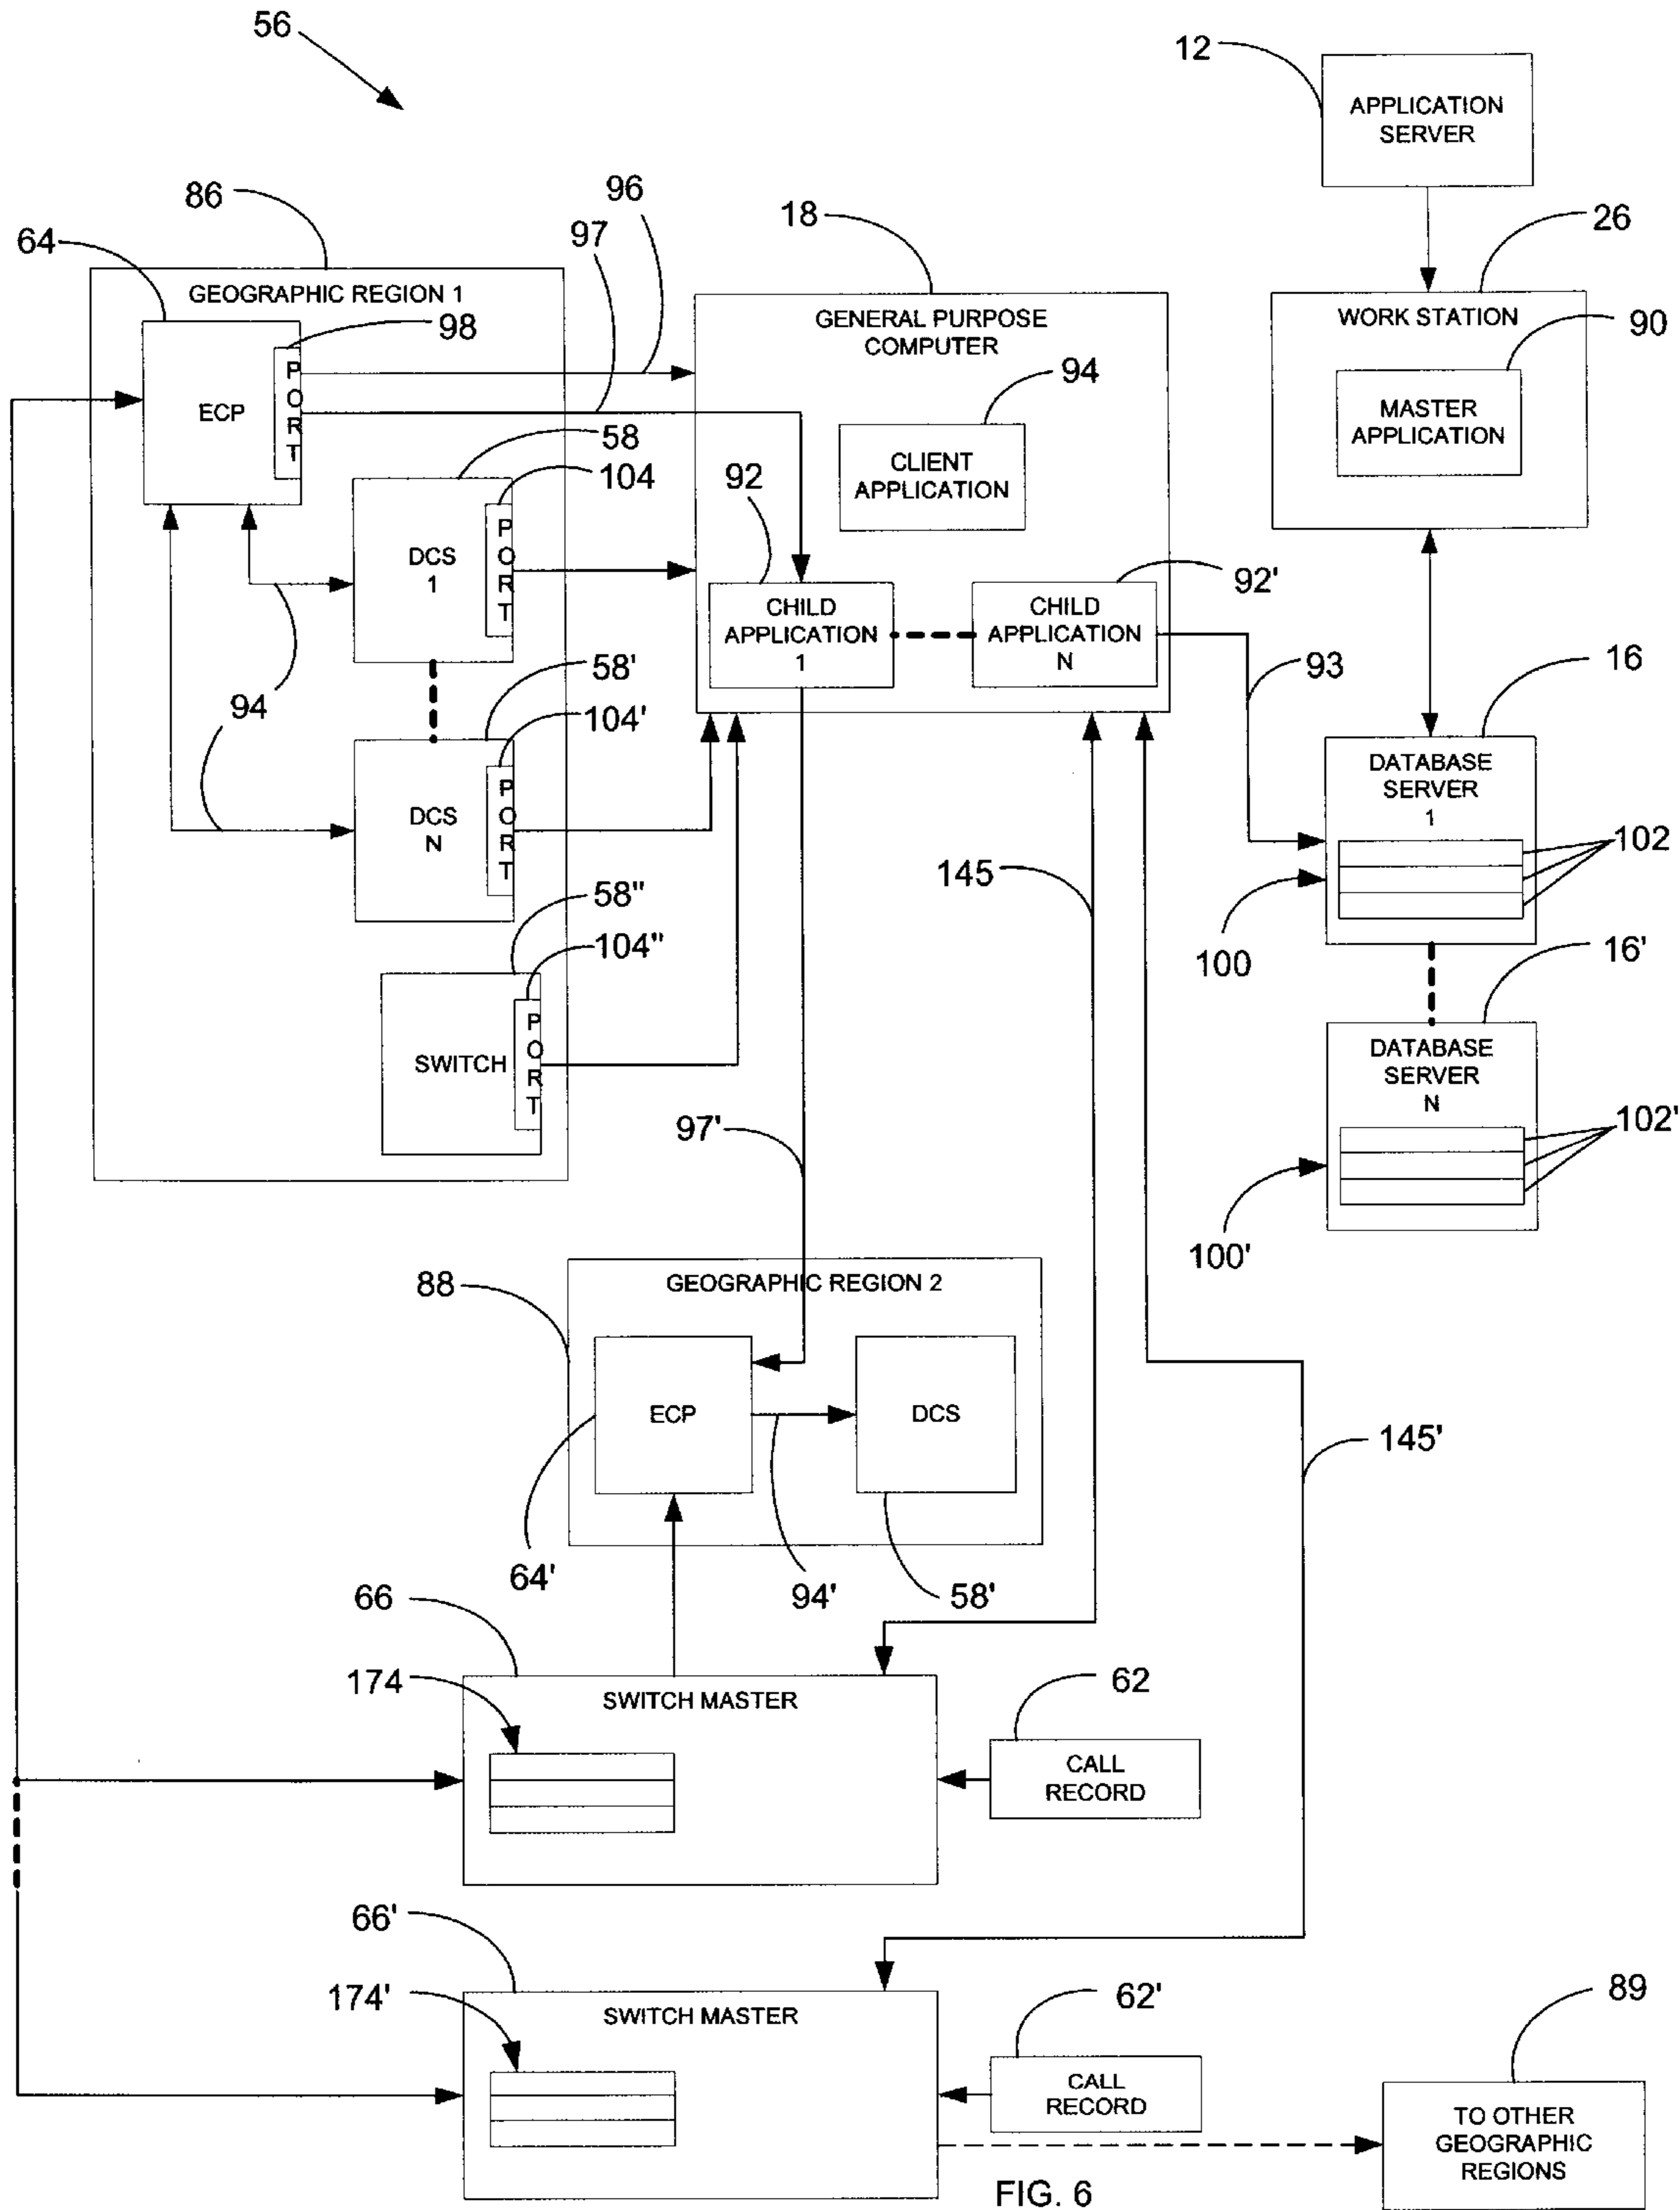 56
12
APPLICATION
SERVER
86
96
18
26
64
97
GEOGRAPHIC REGION 1
98
GENERAL PURPOSE
COMPUTER
WORK STATION
90
ECP
PORT
94
MASTER
APPLICATION
58
104
CLIENT
APPLICATION
92
DCS
1
PORT
92'
CHILD
APPLICATION
1
CHILD
APPLICATION
N
93
16
94
58'
104'
DATABASE
SERVER
1
DCS
N
PORT
102
145
100
58"
104"
16'
SWITCH
PORT
DATABASE
SERVER
N
102'
97'
100'
88
GEOGRAPHIC REGION 2
ECP
DCS
145'
64'
94'
58'
66
174
SWITCH MASTER
62
CALL
RECORD
66'
174'
SWITCH MASTER
62'
89
CALL
RECORD
TO OTHER
GEOGRAPHIC
REGIONS
FIG. 6